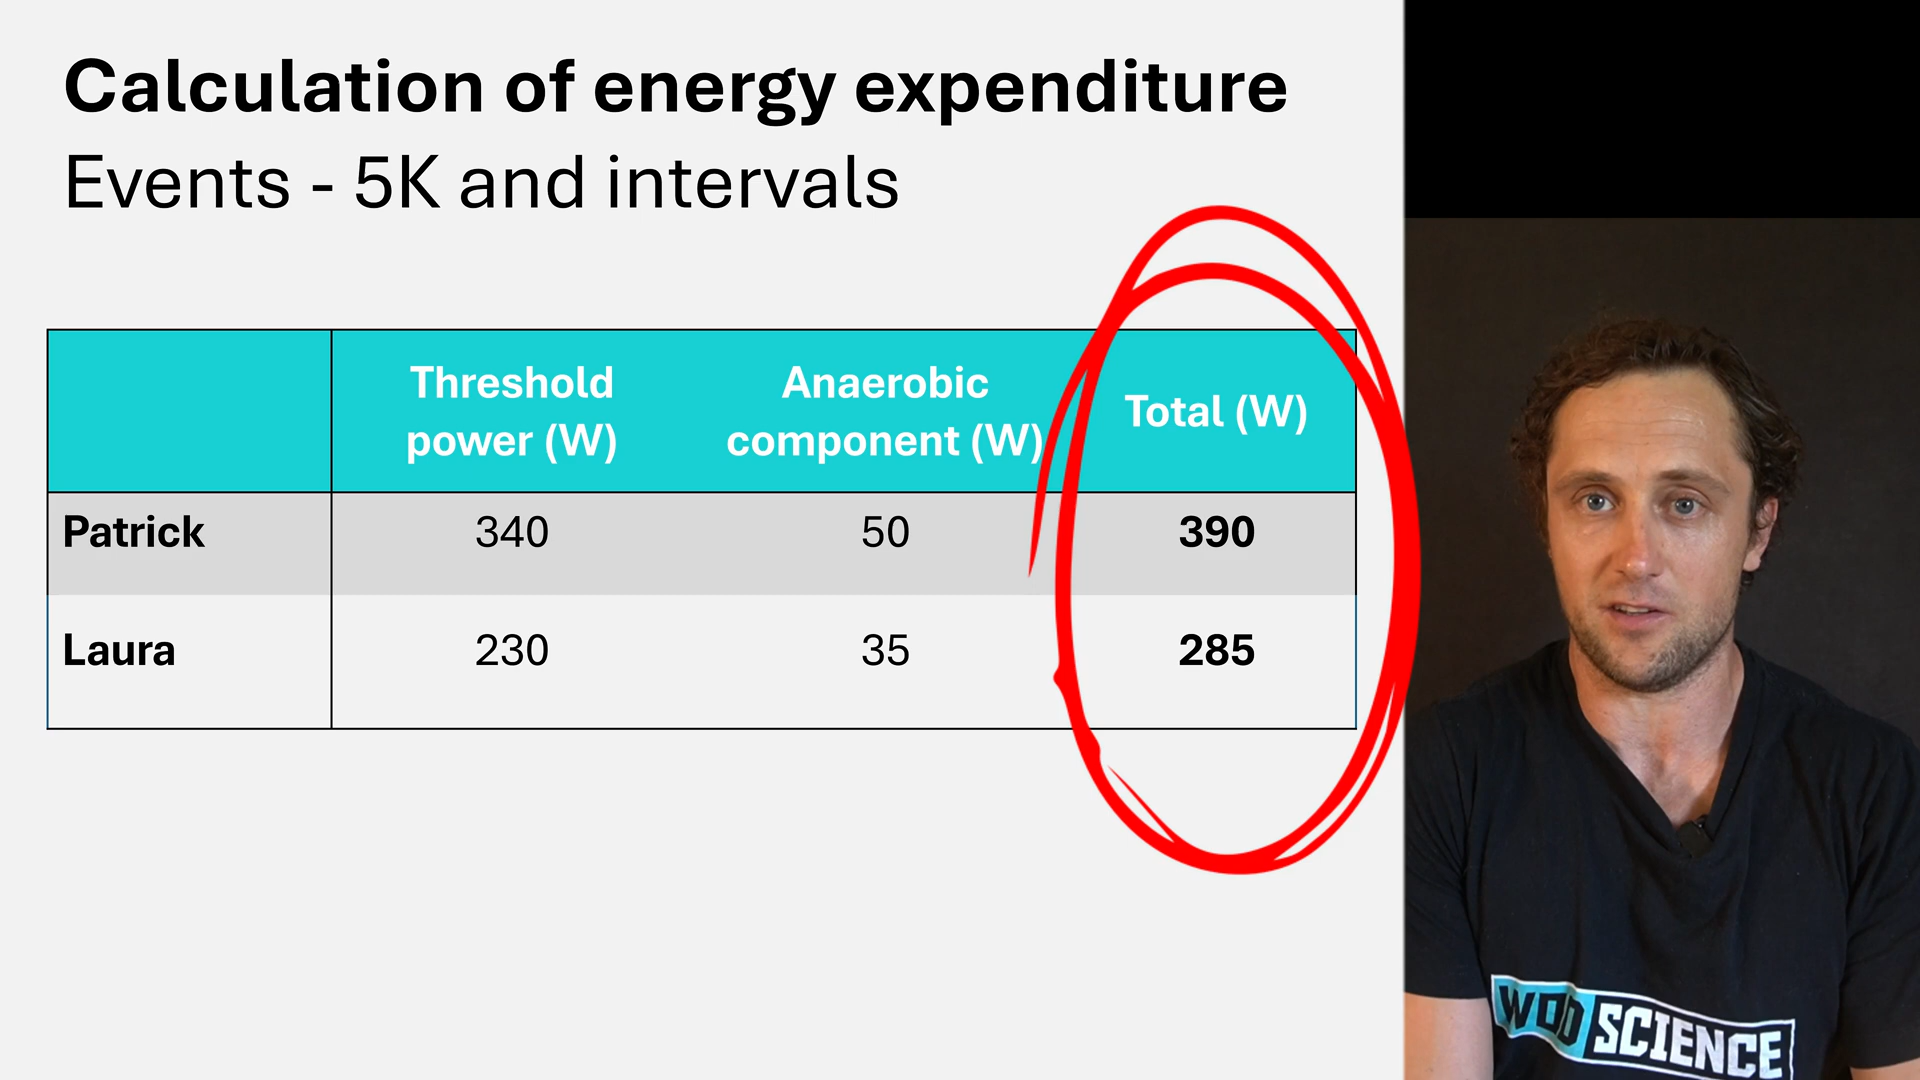 Calculation of energy expenditure
Events - 5K and intervals
Threshold power (W)
Anaerobic component (W)
Total (W)
Patrick 340 50 390
Laura 230 35 285
WOD SCIENCE